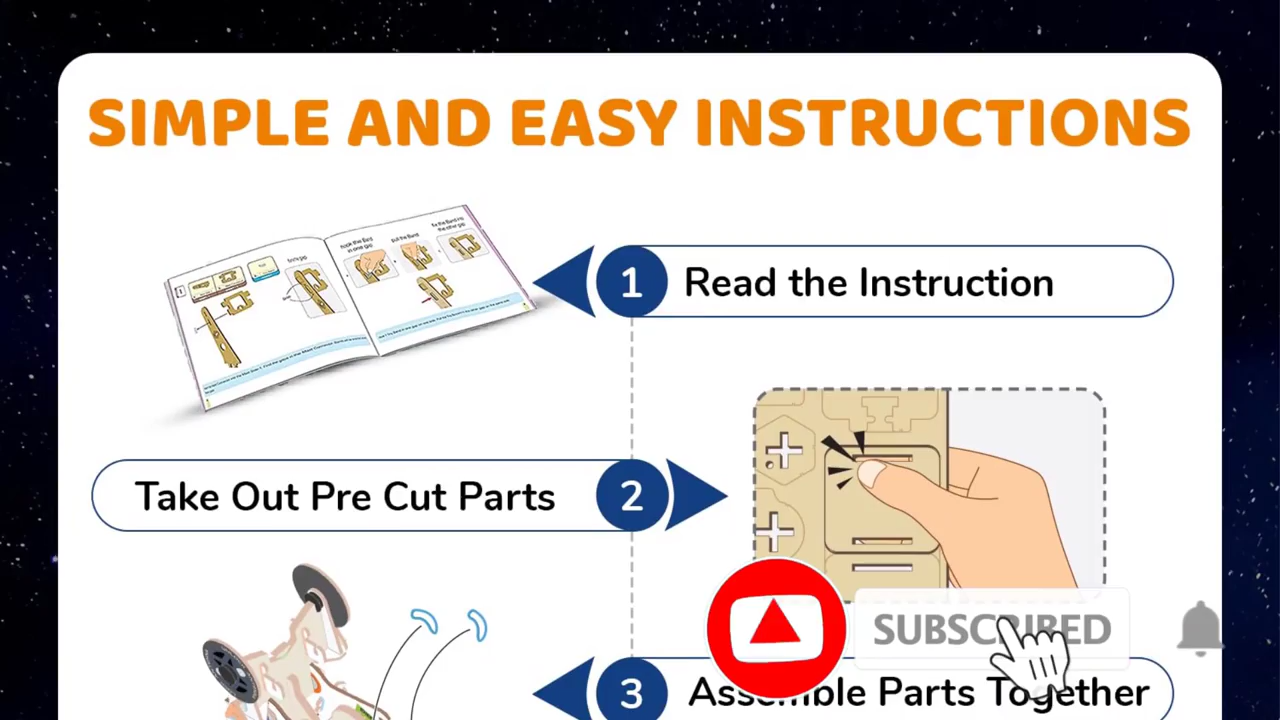 SIMPLE AND EASY INSTRUCTIONS
1 Read the Instruction
Take Out Pre Cut Parts 2
SUBSCRIBED
3 Assemble Parts Together